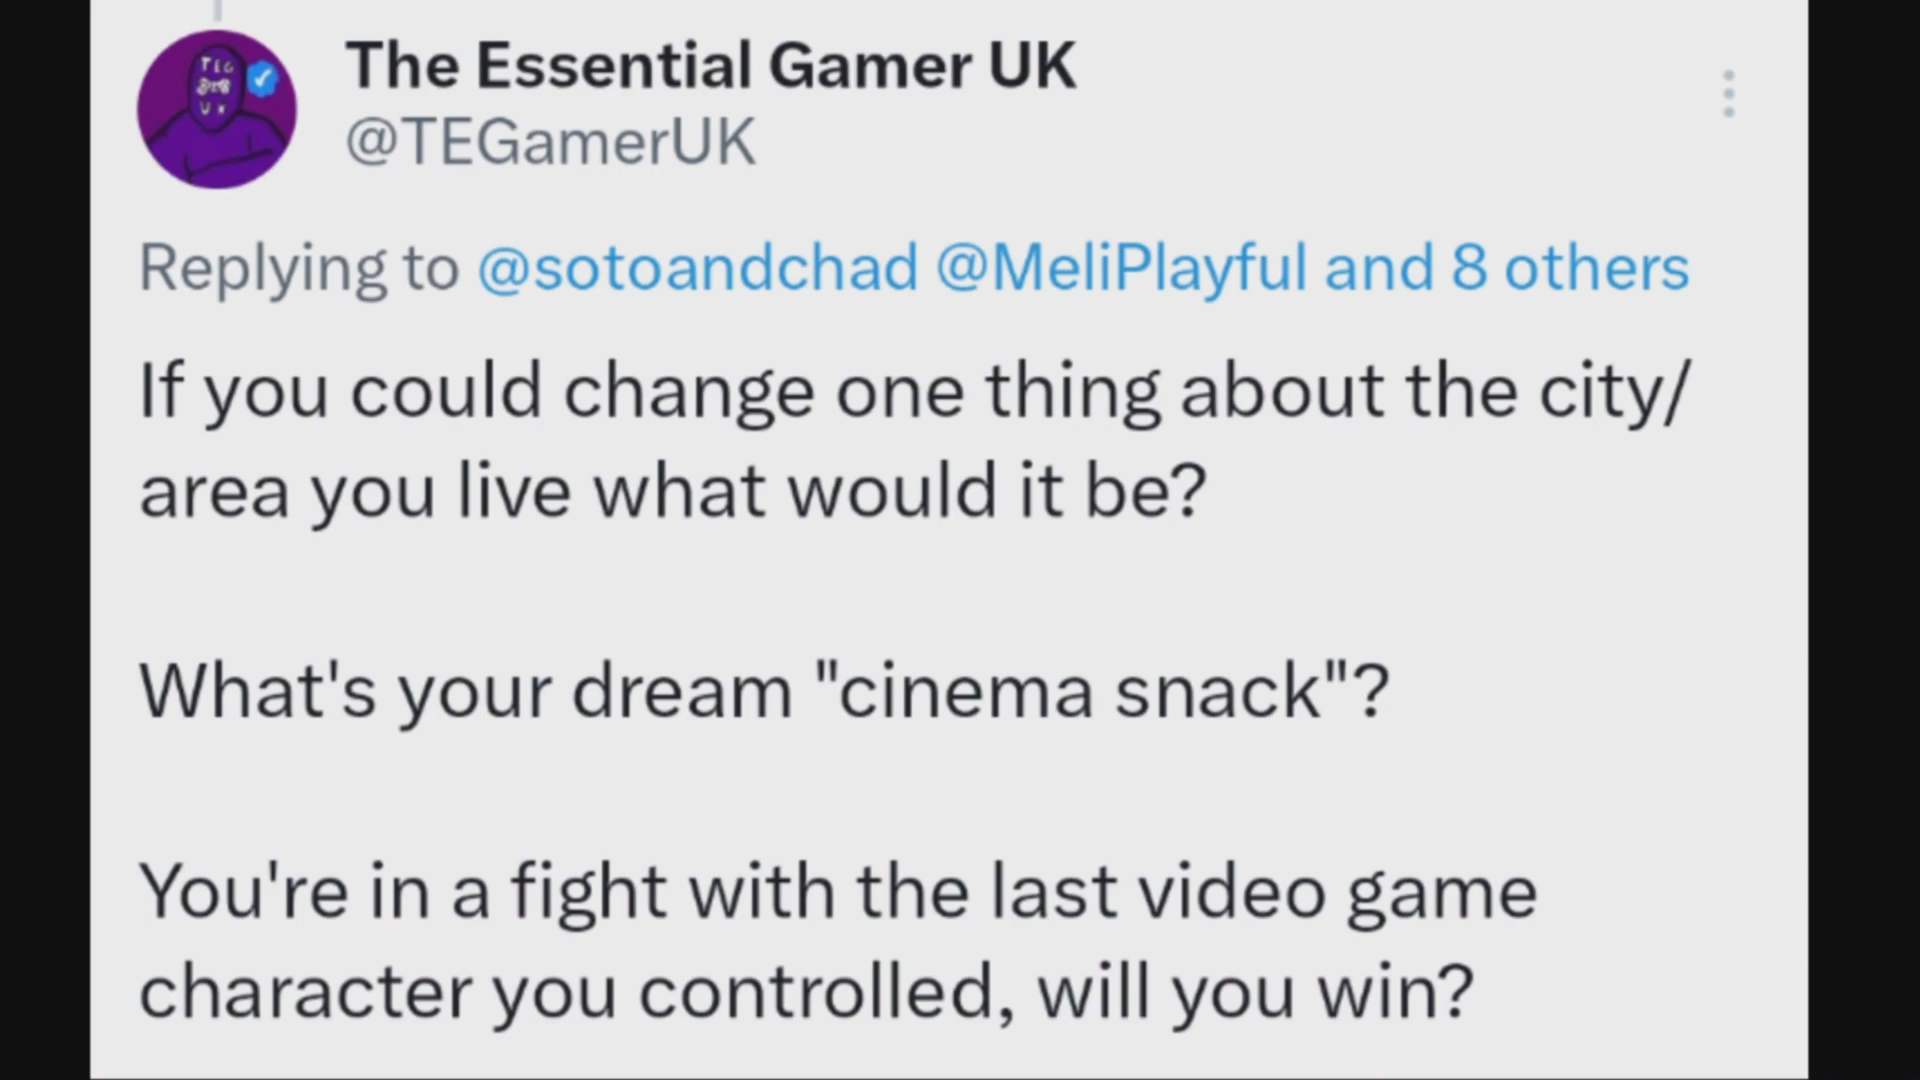 The Essential Gamer UK
@TEGamerUK
Replying to @sotoandchad @MeliPlayful and 8 others
If you could change one thing about the city/
area you live what would it be?
What's your dream "cinema snack"?
You're in a fight with the last video game
character you controlled, will you win?